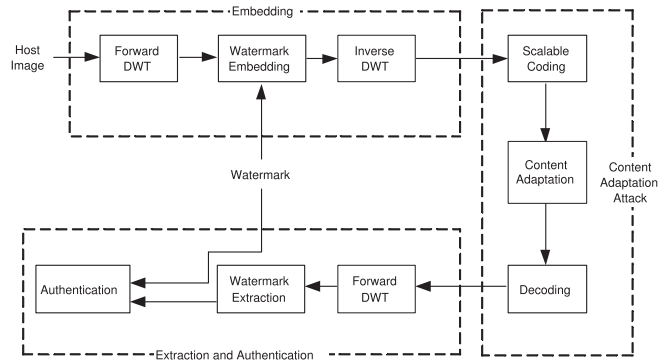 Embedding
Host
Image
Forward
DWT
Watermark
Embedding
Inverse
DWT
Scalable
Coding
Content
Adaptation
Content
Adaptation
Attack
Watermark
Authentication
Watermark
Extraction
Forward
DWT
Decoding
Extraction and Authentication